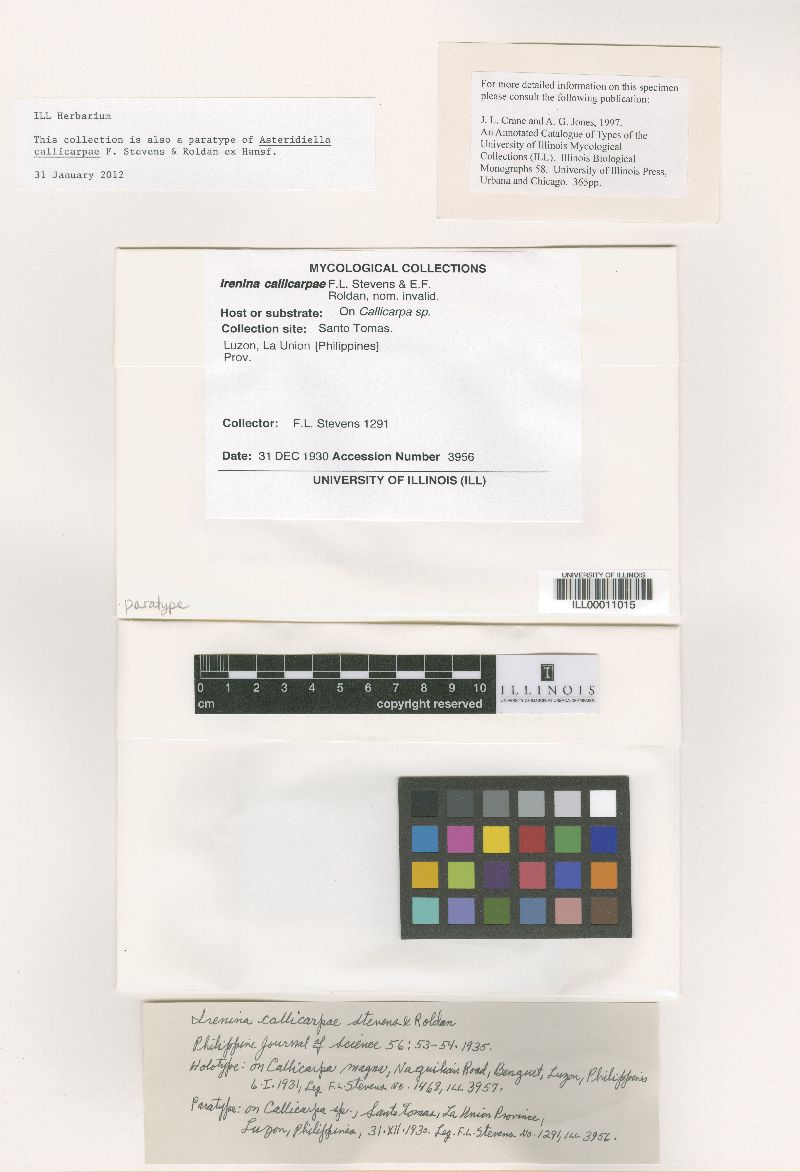 ILL Herbarium
This collection is also a paratype of Asteridiella
callicarpae F. Stevens & Roldan ex Hansf.
31 January 2012
For more detailed information on this specimen
please consult the following publication:
J. L. Crane and A. G. Jones, 1997.
An Annotated Catalogue of Types of the
University of Illinois Mycological
Collections (ILL). Illinois Biological
Monographs 58. University of Illinois Press,
Urbana and Chicago. 365pp.
MYCOLOGICAL COLLECTIONS
Irenina callicarpae F.L. Stevens & E.F.
Roldan, nom. invalid.
Host or substrate: On Callicarpa sp.
Collection site: Santo Tomas.
Luzon, La Union [Philippines]
Prov.
Collector: F.L. Stevens 1291
Date: 31 DEC 1930 Accession Number 3956
UNIVERSITY OF ILLINOIS (ILL)
UNIVERSITY OF ILLINOIS
ILL00011015
paratype
0 1 2 3 4 5 6 7 8 9 10
cm copyright reserved
I
ILLINOIS
UNIVERSITY OF ILLINOIS AT URBANA-CHAMPAIGN
Irenina callicarpae Stevens & Roldan
Philippine Journal of Science 56: 53-54. 1935.
Holotype: on Callicarpa magna, Naguilian Road, Benguet, Luzon, Philippines
6.I.1931, Leg. F.L. Stevens No. 1468, ILL 3957.
Paratype: on Callicarpa sp., Santo Tomas, La Union Province,
Luzon, Philippines, 31.XII.1930. Leg. F.L. Stevens No. 1291, ILL 3956.